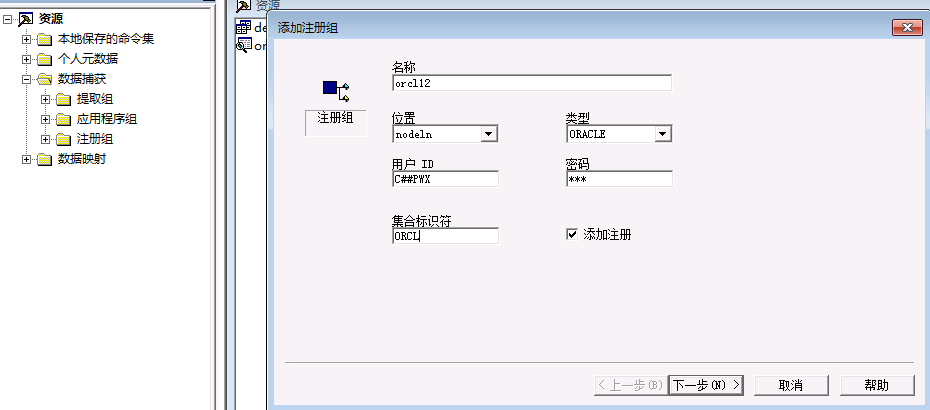 资源
本地保存的命令集
个人元数据
数据捕获
提取组
应用程序组
注册组
数据映射
资源
de
or
添加注册组
注册组
名称
orcl12
位置
node1n
类型
ORACLE
用户 ID
C##PWX
密码
***
集合标识符
ORCL
添加注册
< 上一步(B)
下一步(N) >
取消
帮助